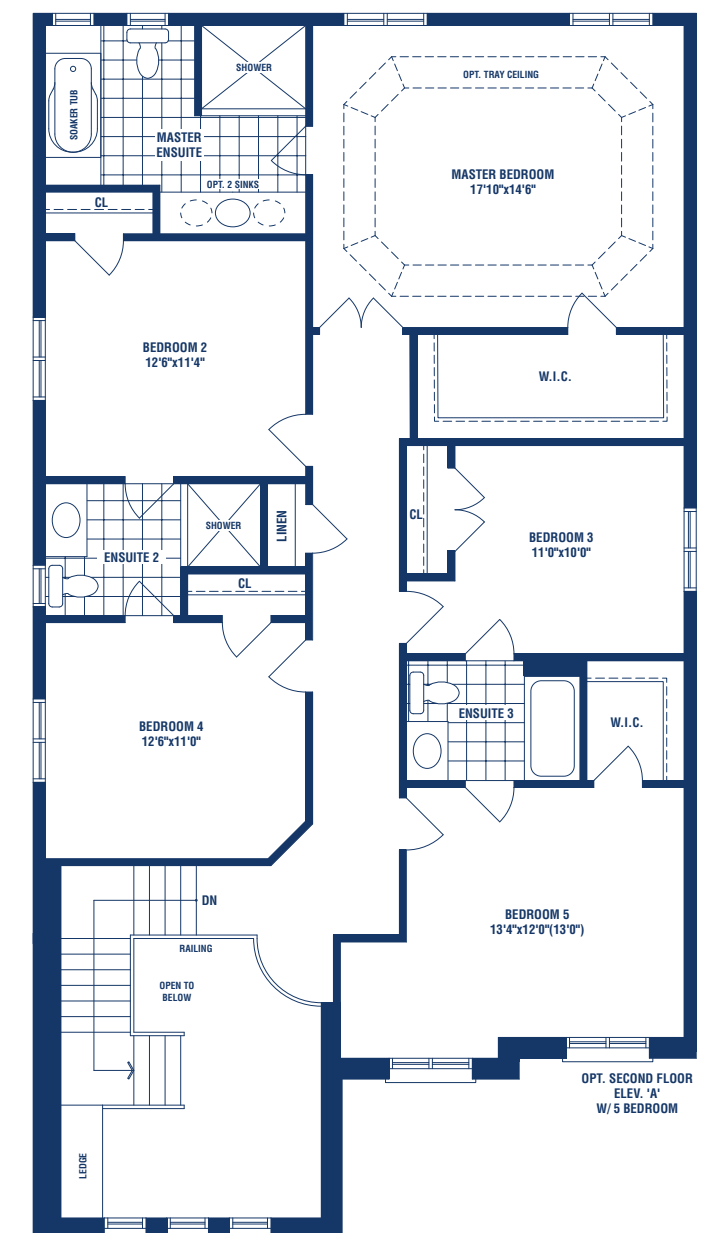 SHOWER
OPT. TRAY CEILING
SOAKER TUB
MASTER
ENSUITE
MASTER BEDROOM
17'10"x14'6"
OPT. 2 SINKS
CL
BEDROOM 2
12'6"x11'4"
W.I.C.
CL
BEDROOM 3
11'0"x10'0"
SHOWER
LINEN
ENSUITE 2
CL
ENSUITE 3
W.I.C.
BEDROOM 4
12'6"x11'0"
DN
BEDROOM 5
13'4"x12'0"(13'0")
RAILING
OPEN TO
BELOW
OPT. SECOND FLOOR
ELEV. 'A'
W/ 5 BEDROOM
LEDGE